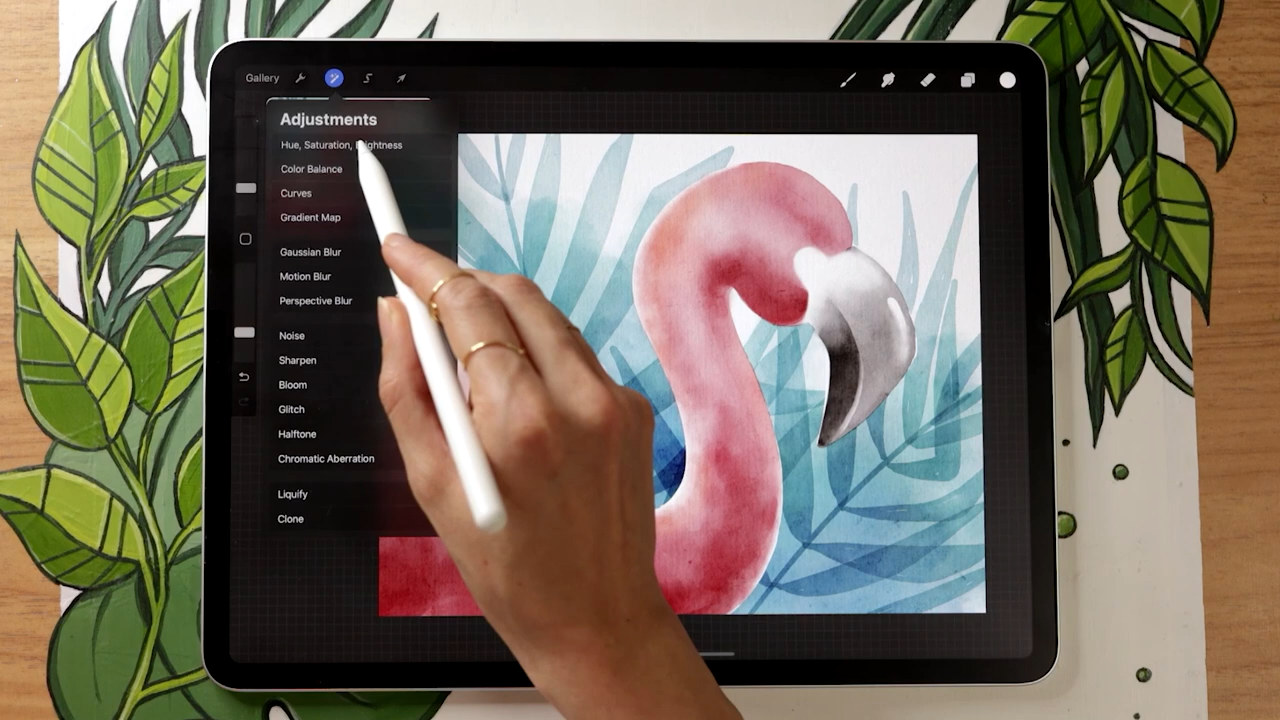 Gallery
Adjustments
Hue, Saturation, Brightness
Color Balance
Curves
Gradient Map
Gaussian Blur
Motion Blur
Perspective Blur
Noise
Sharpen
Bloom
Glitch
Halftone
Chromatic Aberration
Liquify
Clone